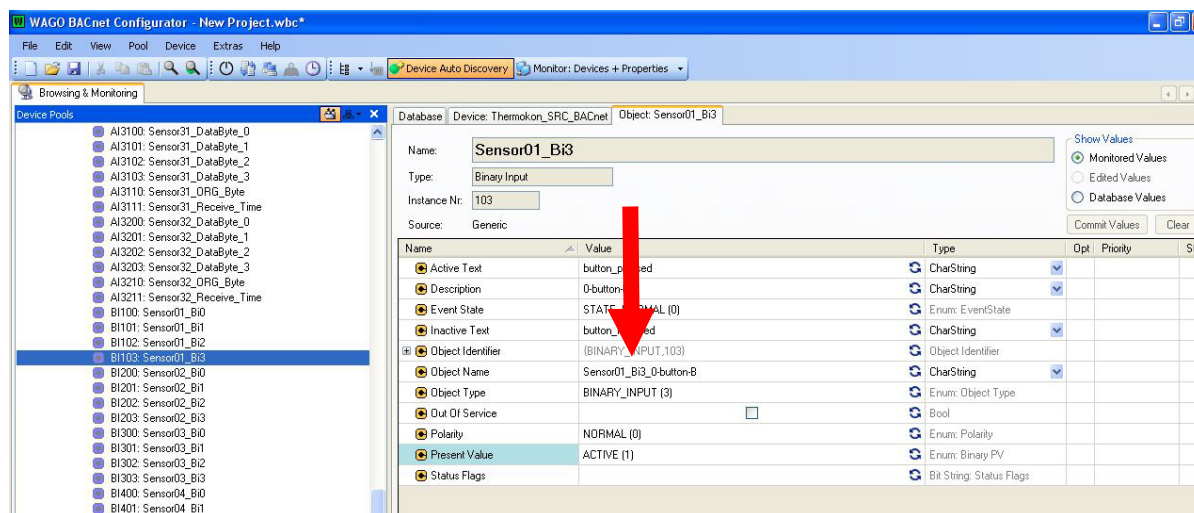 WAGO BACnet Configurator - New Project.wbc*
File Edit View Pool Device Extras Help
Device Auto Discovery Monitor: Devices + Properties
Browsing & Monitoring
Device Pools
AI3100: Sensor31_DataByte_0
AI3101: Sensor31_DataByte_1
AI3102: Sensor31_DataByte_2
AI3103: Sensor31_DataByte_3
AI3110: Sensor31_ORG_Byte
AI3111: Sensor31_Receive_Time
AI3200: Sensor32_DataByte_0
AI3201: Sensor32_DataByte_1
AI3202: Sensor32_DataByte_2
AI3203: Sensor32_DataByte_3
AI3210: Sensor32_ORG_Byte
AI3211: Sensor32_Receive_Time
BI100: Sensor01_Bi0
BI101: Sensor01_Bi1
BI102: Sensor01_Bi2
BI103: Sensor01_Bi3
BI200: Sensor02_Bi0
BI201: Sensor02_Bi1
BI202: Sensor02_Bi2
BI203: Sensor02_Bi3
BI300: Sensor03_Bi0
BI301: Sensor03_Bi1
BI302: Sensor03_Bi2
BI303: Sensor03_Bi3
BI400: Sensor04_Bi0
BI401: Sensor04_Bi1
Database Device: Thermokon_SRC_BACnet Object: Sensor01_Bi3
Name: Sensor01_Bi3
Type: Binary Input
Instance Nr: 103
Source: Generic
Show Values
Monitored Values
Edited Values
Database Values
Commit Values Clear
Name Value Type Opt Priority
Active Text CharString
Description 0-button- CharString
Event State STATE_NORMAL (0) Enum: EventState
Inactive Text CharString
Object Identifier (BINARY_INPUT,103) Object Identifier
Object Name Sensor01_Bi3_0-button-B CharString
Object Type BINARY_INPUT (3) Enum: Object Type
Out Of Service Bool
Polarity NORMAL (0) Enum: Polarity
Present Value ACTIVE (1) Enum: Binary PV
Status Flags Bit String: Status Flags